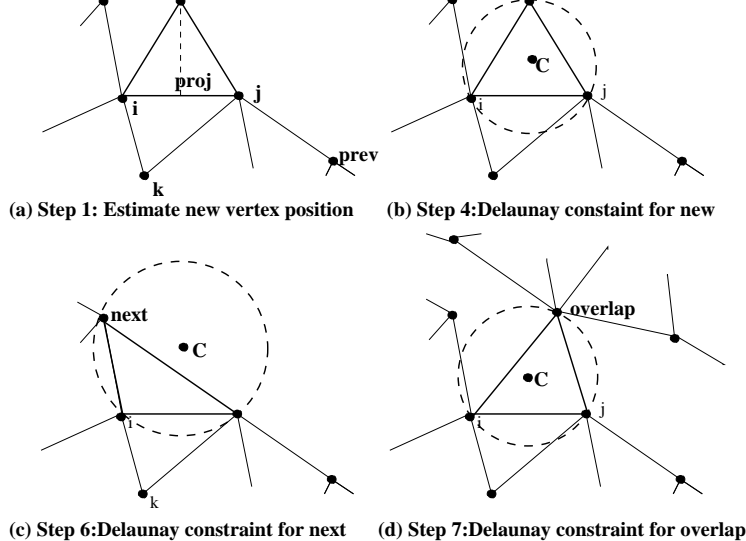 proj
i
j
k
prev
(a) Step 1: Estimate new vertex position
C
i
j
(b) Step 4:Delaunay constaint for new
next
C
i
k
(c) Step 6:Delaunay constraint for next
overlap
C
i
j
(d) Step 7:Delaunay constraint for overlap